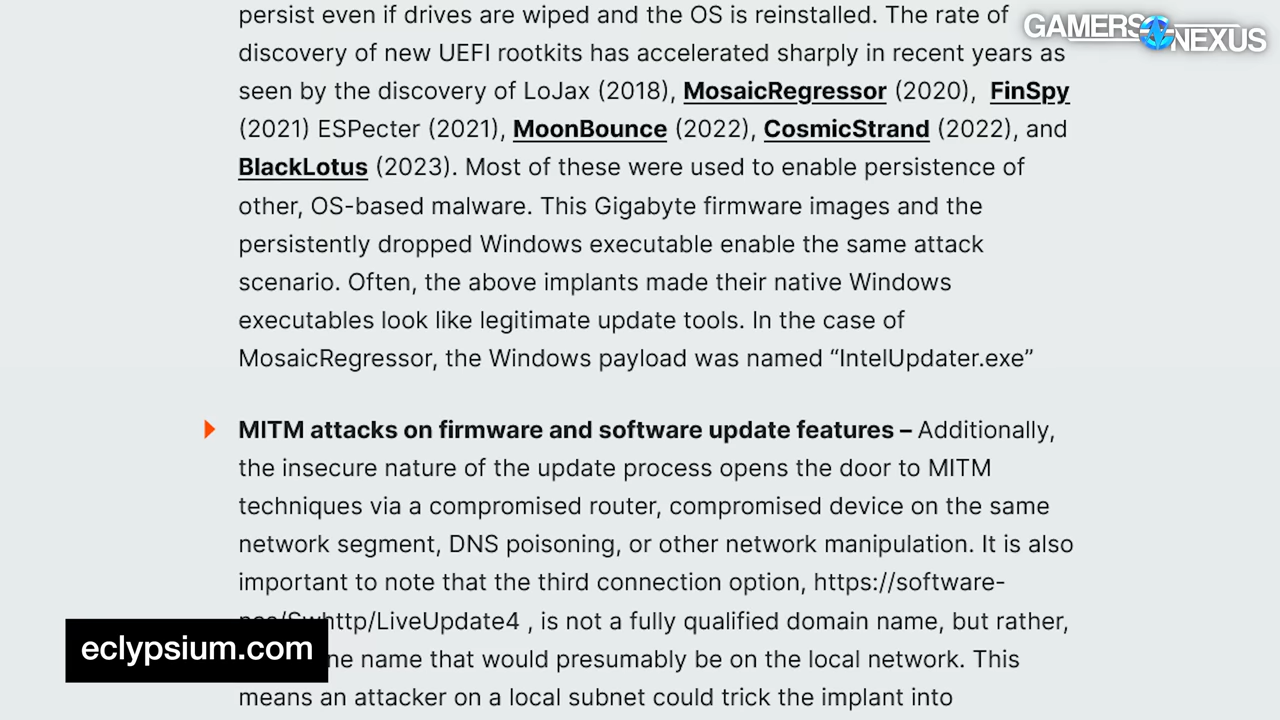 persist even if drives are wiped and the OS is reinstalled. The rate of
GAMERS NEXUS
discovery of new UEFI rootkits has accelerated sharply in recent years as
seen by the discovery of LoJax (2018), MosaicRegressor (2020), FinSpy
(2021) ESPecter (2021), MoonBounce (2022), CosmicStrand (2022), and
BlackLotus (2023). Most of these were used to enable persistence of
other, OS-based malware. This Gigabyte firmware images and the
persistently dropped Windows executable enable the same attack
scenario. Often, the above implants made their native Windows
executables look like legitimate update tools. In the case of
MosaicRegressor, the Windows payload was named “IntelUpdater.exe”
MITM attacks on firmware and software update features – Additionally,
the insecure nature of the update process opens the door to MITM
techniques via a compromised router, compromised device on the same
network segment, DNS poisoning, or other network manipulation. It is also
important to note that the third connection option, https://software-
/Swhttp/LiveUpdate4 , is not a fully qualified domain name, but rather,
eclypsium.com
name that would presumably be on the local network. This
means an attacker on a local subnet could trick the implant into